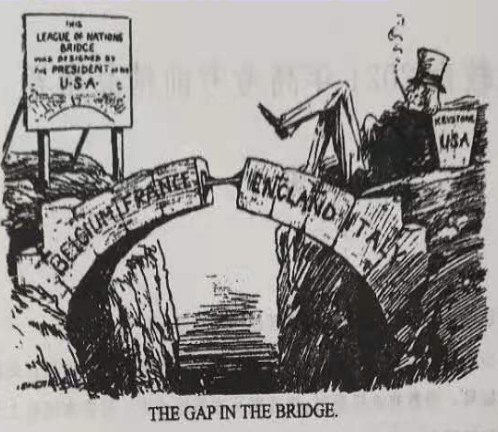 THIS
LEAGUE OF NATIONS
BRIDGE
WAS DESIGNED BY
THE PRESIDENT OF THE
U.S.A.
KEYSTONE
USA
BELGIUM FRANCE
ENGLAND ITALY
THE GAP IN THE BRIDGE.